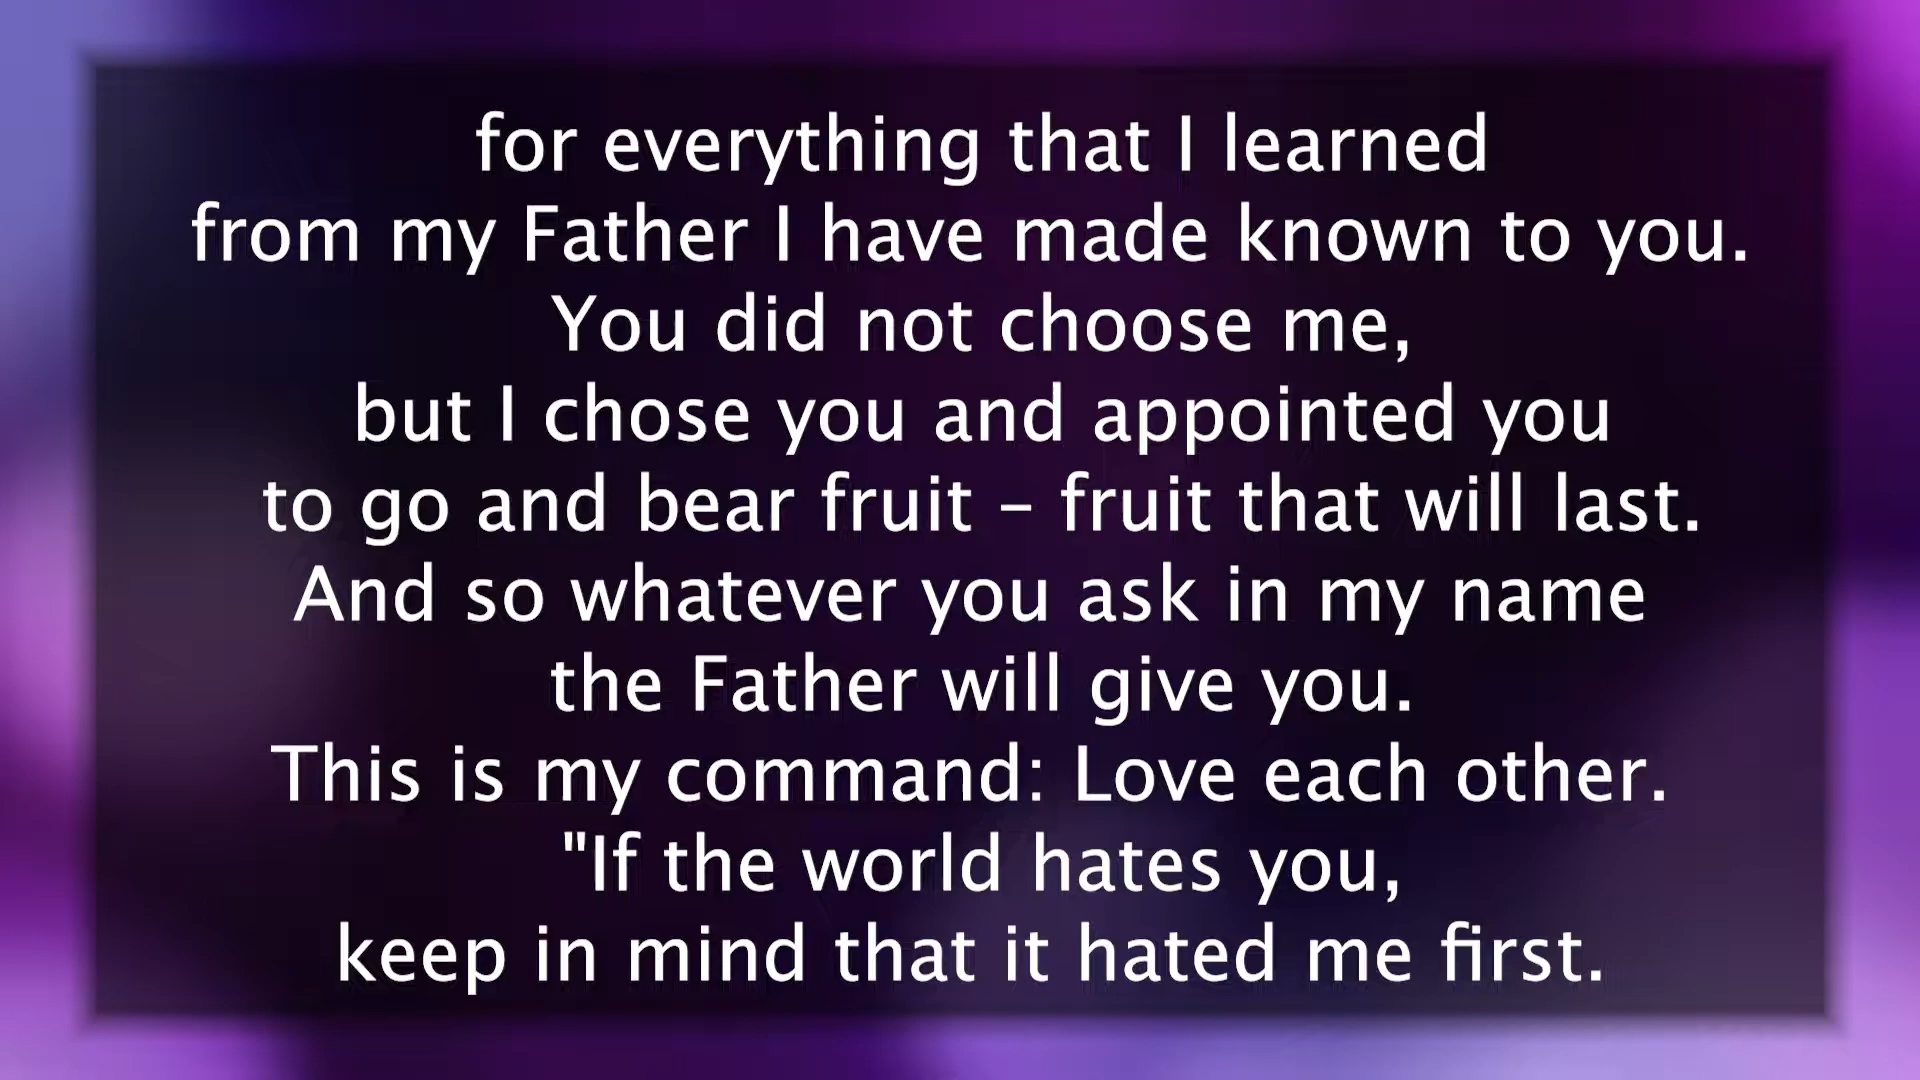 for everything that I learned
from my Father I have made known to you.
You did not choose me,
but I chose you and appointed you
to go and bear fruit – fruit that will last.
And so whatever you ask in my name
the Father will give you.
This is my command: Love each other.
"If the world hates you,
keep in mind that it hated me first.